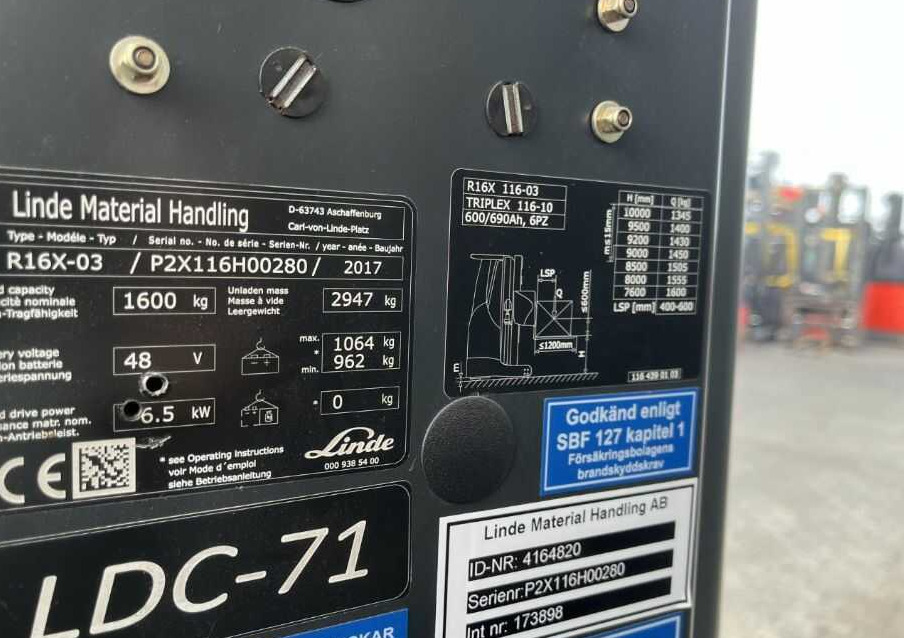 Linde Material Handling
D-63743 Aschaffenburg
Carl-von-Linde-Platz
Type - Modéle - Typ / Serial no. - No. de série - Serien-Nr. / year - anée - Baujahr
R16X-03 / P2X116H00280 / 2017
capacity
nominale
-Tragfähigkeit
1600 kg
Unladen mass
Masse à vide
Leergewicht
2947 kg
voltage
batterie
48 V
max. 1064 kg
*
min. 962 kg
drive power
matr. nom.
-Antriebsleist.
6.5 kW
* 0 kg
CE
* see Operating Instructions
voir Mode d'emploi
siehe Betriebsanleitung
Linde
000 938 54 00
LDC-71
R16X 116-03
TRIPLEX 116-10
600/690Ah, 6PZ
m≤15mm
H [mm] Q [kg]
10000 1345
9500 1400
9200 1430
9000 1450
8500 1505
8000 1555
7600 1600
LSP [mm] 400-600
LSP
Q
≤600mm
≤1200mm
H
E
116 439 01 03
Godkänd enligt
SBF 127 kapitel 1
Försäkringsbolagens
brandskyddskrav
Linde Material Handling AB
ID-NR: 4164820
Serienr:P2X116H00280
Int nr: 173898